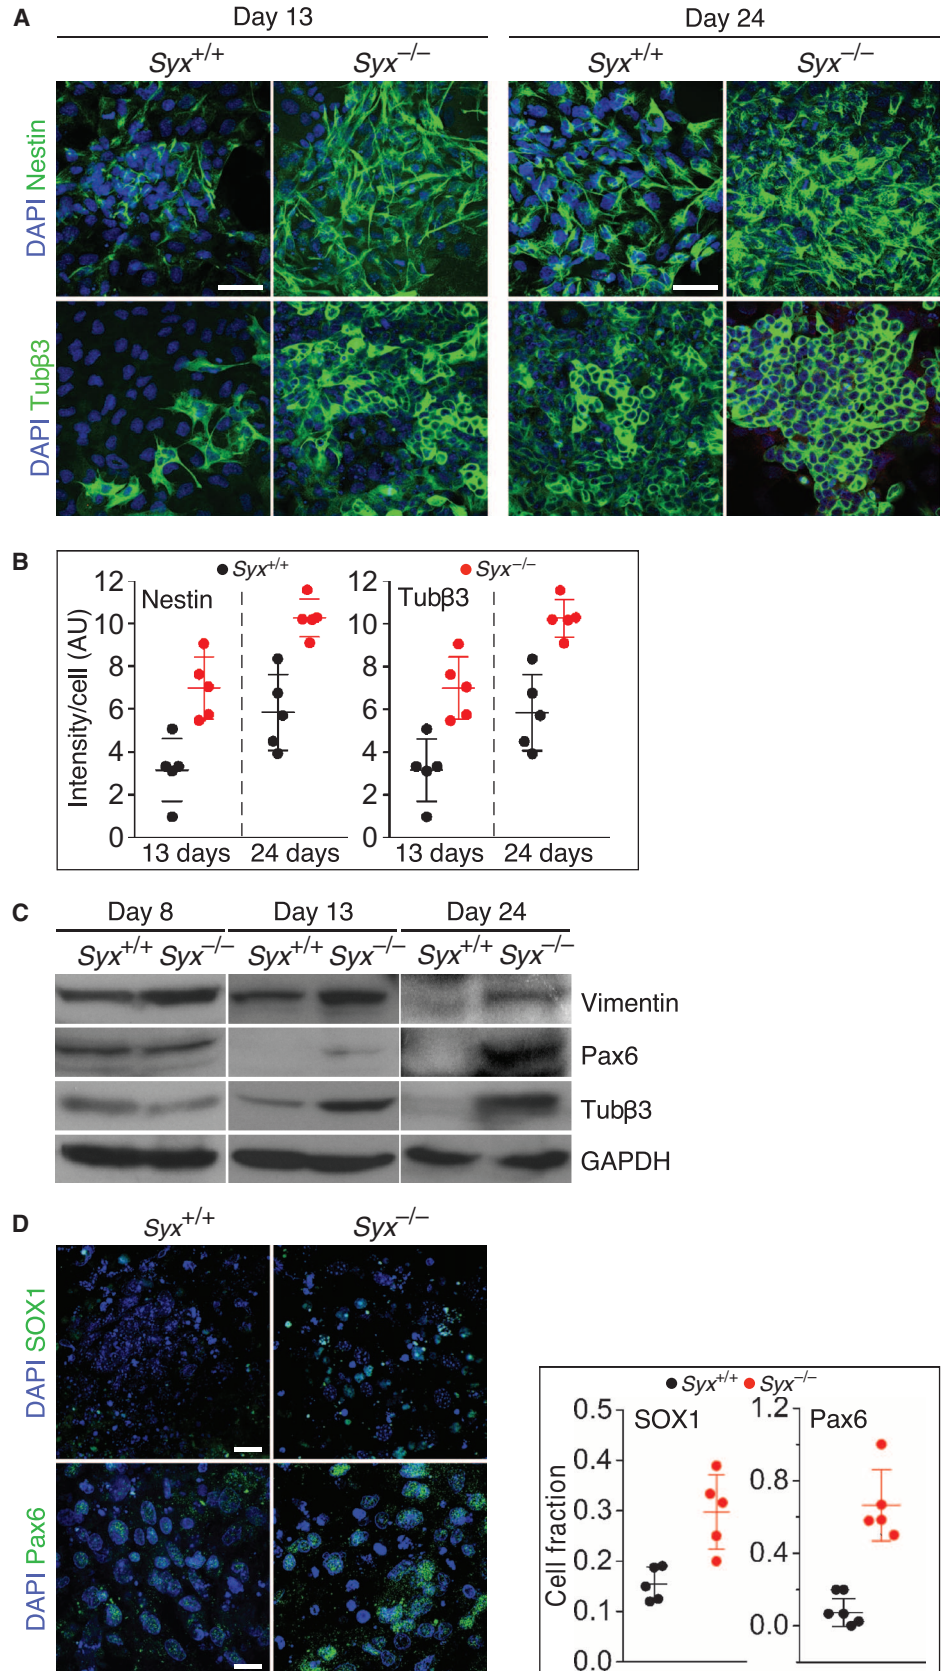 A
Day 13 Day 24
Syx+/+ Syx−/− Syx+/+ Syx−/−
DAPI Nestin
DAPI Tubβ3
B
Syx+/+ Syx−/−
Intensity/cell (AU)
12
10
8
6
4
2
0
Nestin
13 days 24 days
12
10
8
6
4
2
0
Tubβ3
13 days 24 days
C
Day 8 Day 13 Day 24
Syx+/+ Syx−/− Syx+/+ Syx−/− Syx+/+ Syx−/−
Vimentin
Pax6
Tubβ3
GAPDH
D
Syx+/+ Syx−/−
DAPI SOX1
DAPI Pax6
Syx+/+ Syx−/−
Cell fraction
0.5
0.4
0.3
0.2
0.1
0.0
SOX1
1.2
0.8
0.4
0.0
Pax6